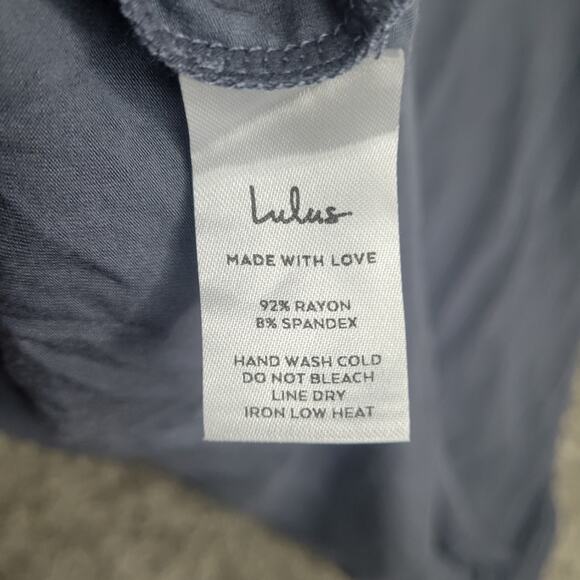 Lulus
MADE WITH LOVE
92% RAYON
8% SPANDEX
HAND WASH COLD
DO NOT BLEACH
LINE DRY
IRON LOW HEAT